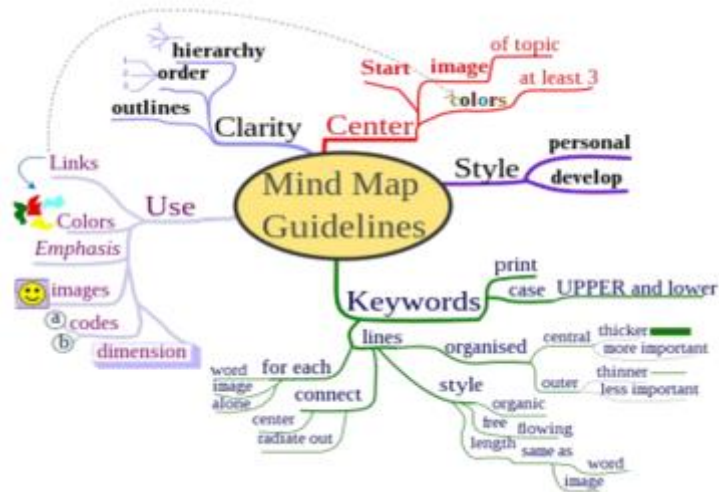 Mind Map
Guidelines
Clarity
hierarchy
order
outlines
Center
Start
image
of topic
colors
at least 3
Style
personal
develop
Use
Links
Colors
Emphasis
images
codes
a
b
dimension
Keywords
print
case
UPPER and lower
lines
organised
central
thicker
more important
outer
thinner
less important
style
organic
free
flowing
length
same as
word
image
for each
word
image
alone
connect
center
radiate out